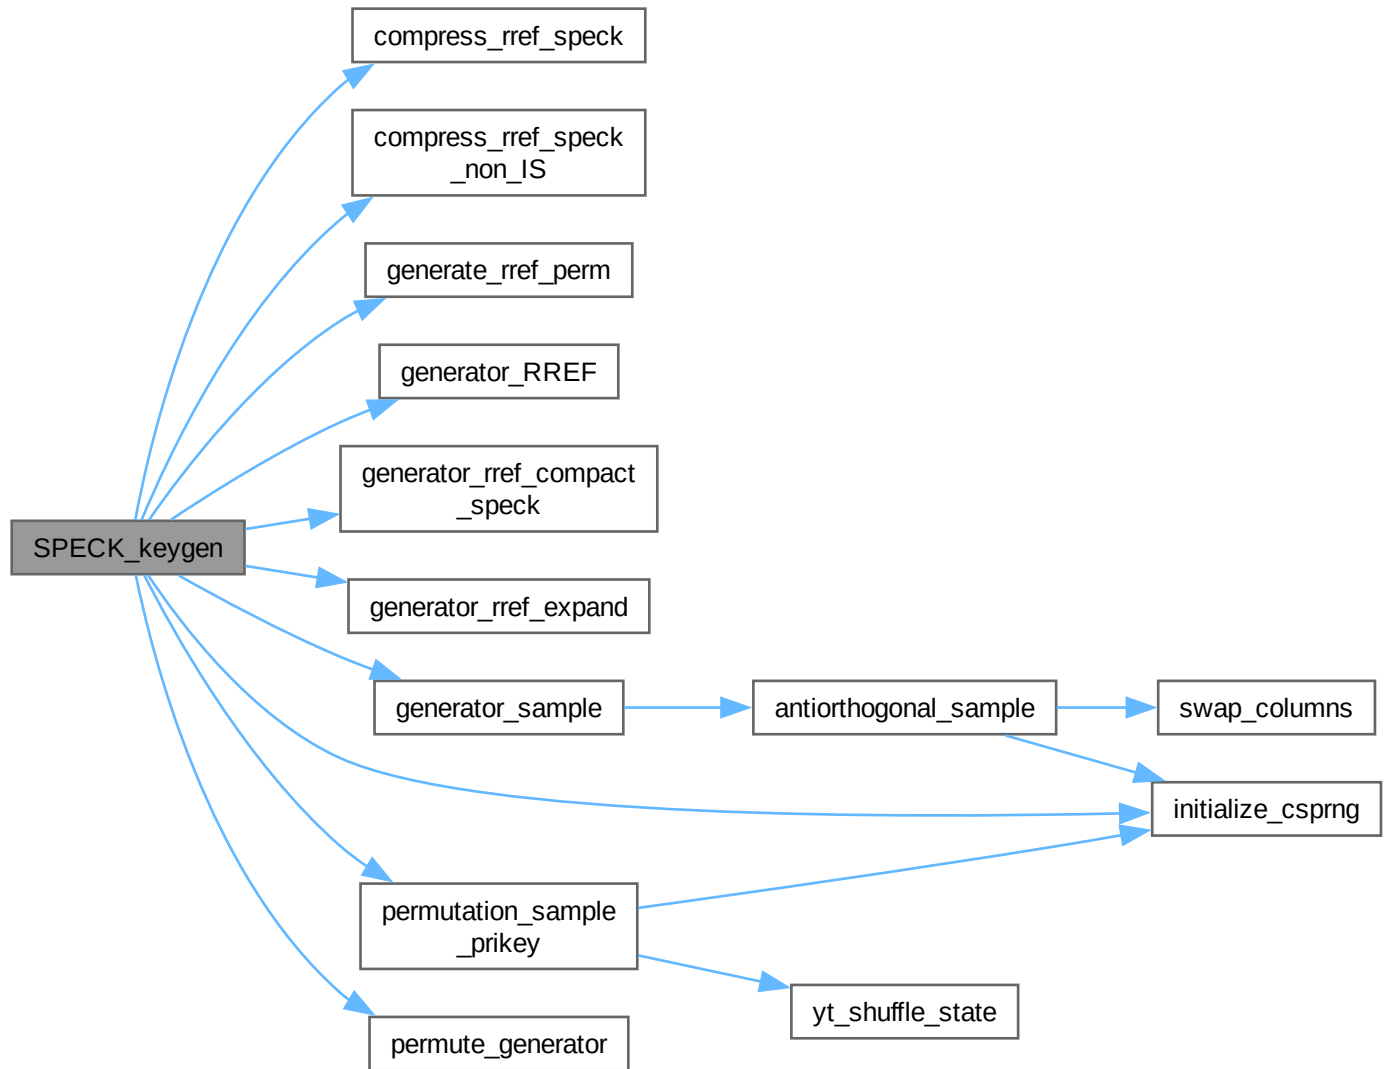 compress_rref_speck
compress_rref_speck
_non_IS
generate_rref_perm
generator_RREF
generator_rref_compact
_speck
SPECK_keygen
generator_rref_expand
generator_sample
antiorthogonal_sample
swap_columns
initialize_csprng
permutation_sample
_prikey
yt_shuffle_state
permute_generator